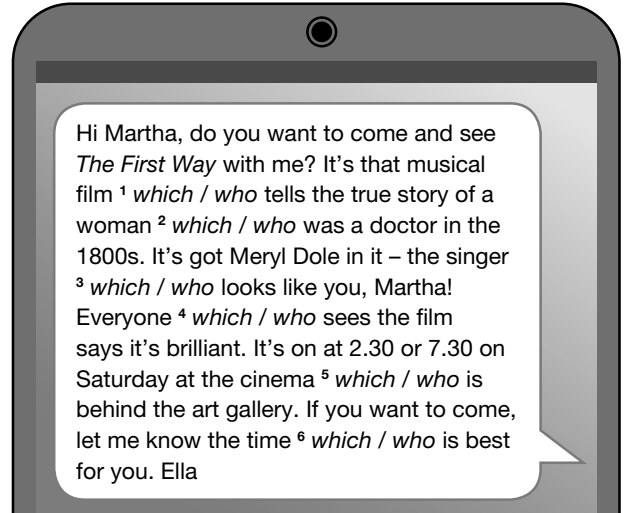 Hi Martha, do you want to come and see
The First Way with me? It's that musical
film ¹ which / who tells the true story of a
woman ² which / who was a doctor in the
1800s. It's got Meryl Dole in it – the singer
³ which / who looks like you, Martha!
Everyone ⁴ which / who sees the film
says it's brilliant. It's on at 2.30 or 7.30 on
Saturday at the cinema ⁵ which / who is
behind the art gallery. If you want to come,
let me know the time ⁶ which / who is best
for you. Ella